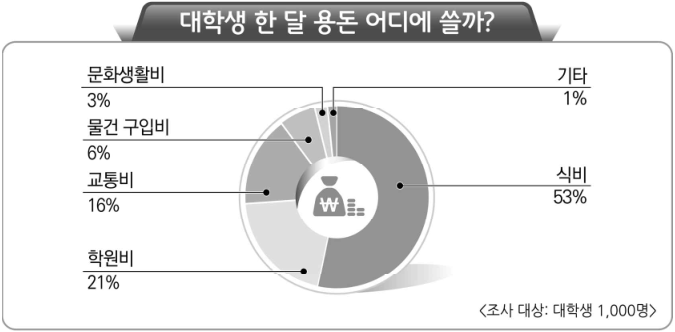 대학생 한 달 용돈 어디에 쓸까?
문화생활비
3%
기타
1%
물건 구입비
6%
교통비
16%
식비
53%
학원비
21%
₩
<조사 대상: 대학생 1,000명>